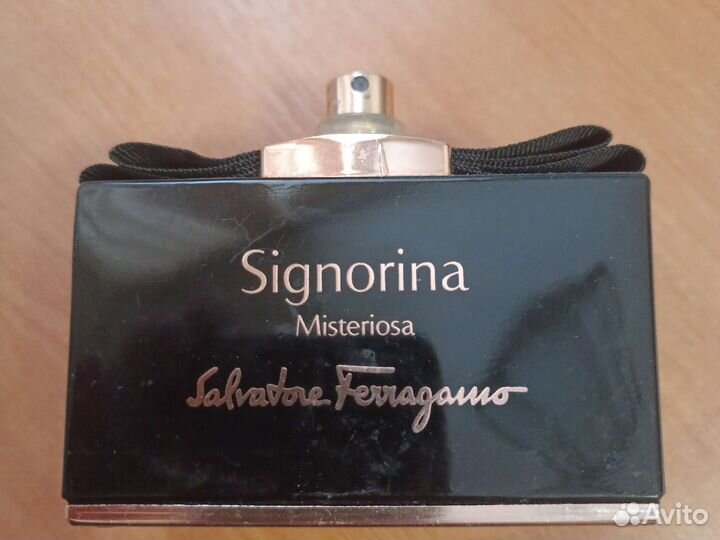 Signorina
Misteriosa
Salvatore Ferragamo
Avito